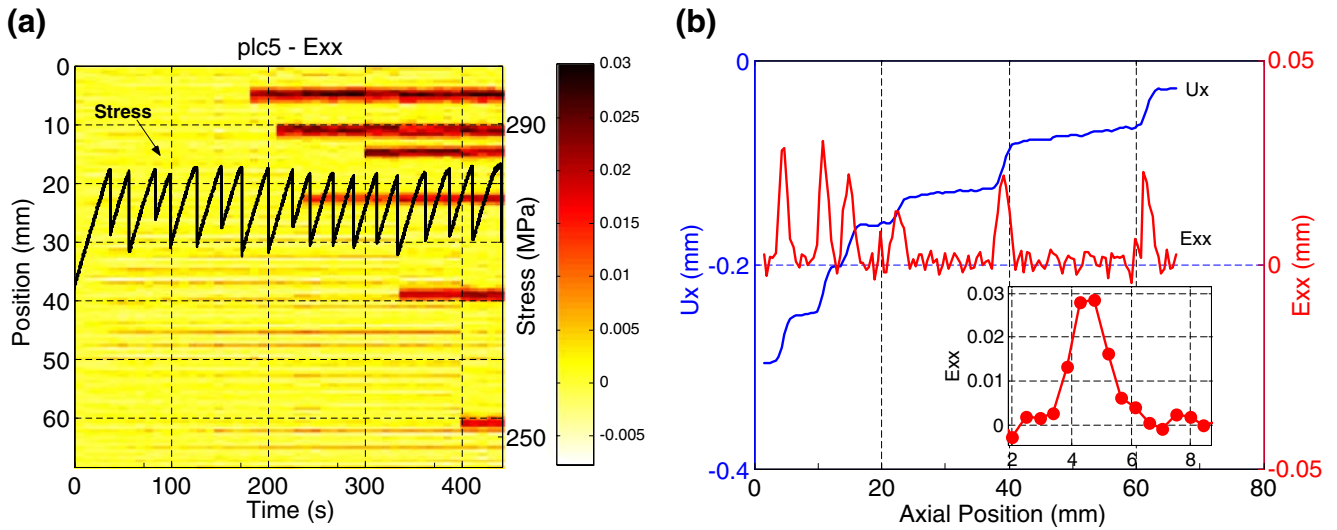 (a)
plc5 - Exx
Position (mm)
0
10
20
30
40
50
60
Stress
290
250
Stress (MPa)
0 100 200 300 400
Time (s)
0.03
0.025
0.02
0.015
0.01
0.005
0
-0.005
(b)
Ux (mm)
0
-0.2
-0.4
Ux
Exx
0.05
0
-0.05
Exx (mm)
0 20 40 60 80
Axial Position (mm)
Exx
0.03
0.02
0.01
0
2 4 6 8